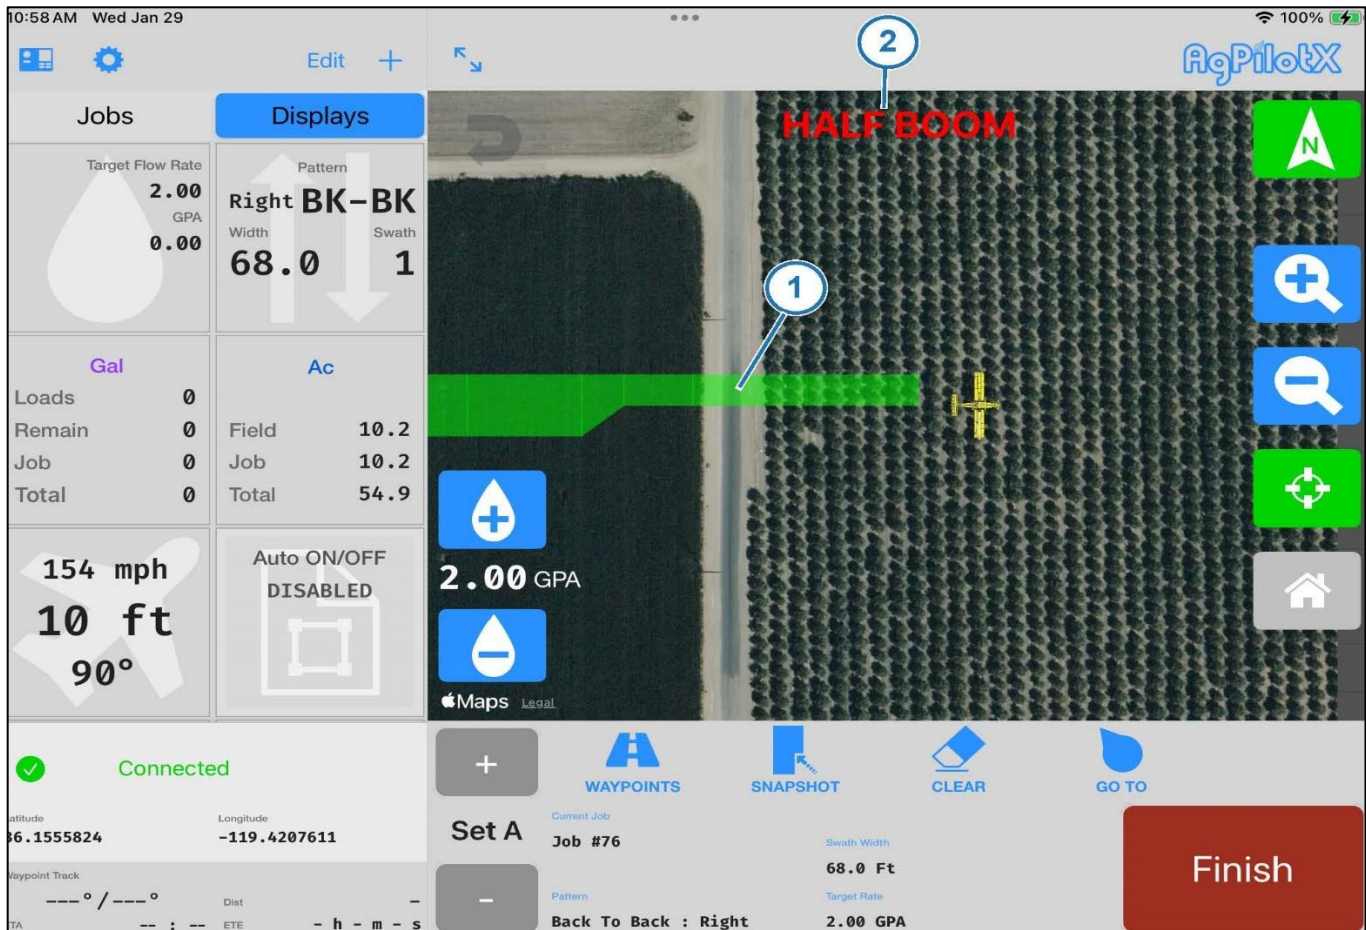 10:58 AM Wed Jan 29
100%
Edit
AgPilotX
Jobs
Displays
Target Flow Rate
2.00
GPA
0.00
Pattern
Right BK-BK
Width Swath
68.0 1
Gal
Loads 0
Remain 0
Job 0
Total 0
Ac
Field 10.2
Job 10.2
Total 54.9
154 mph
10 ft
90°
Auto ON/OFF
DISABLED
Connected
atitude
36.1555824
Longitude
-119.4207611
Waypoint Track
---°/---°
Dist -
TA -- : --
ETE - h - m - s
2
HALF BOOM
N
1
2.00 GPA
Maps Legal
+
Set A
-
WAYPOINTS
SNAPSHOT
CLEAR
GO TO
Current Job
Job #76
Swath Width
68.0 Ft
Pattern
Back To Back : Right
Target Rate
2.00 GPA
Finish